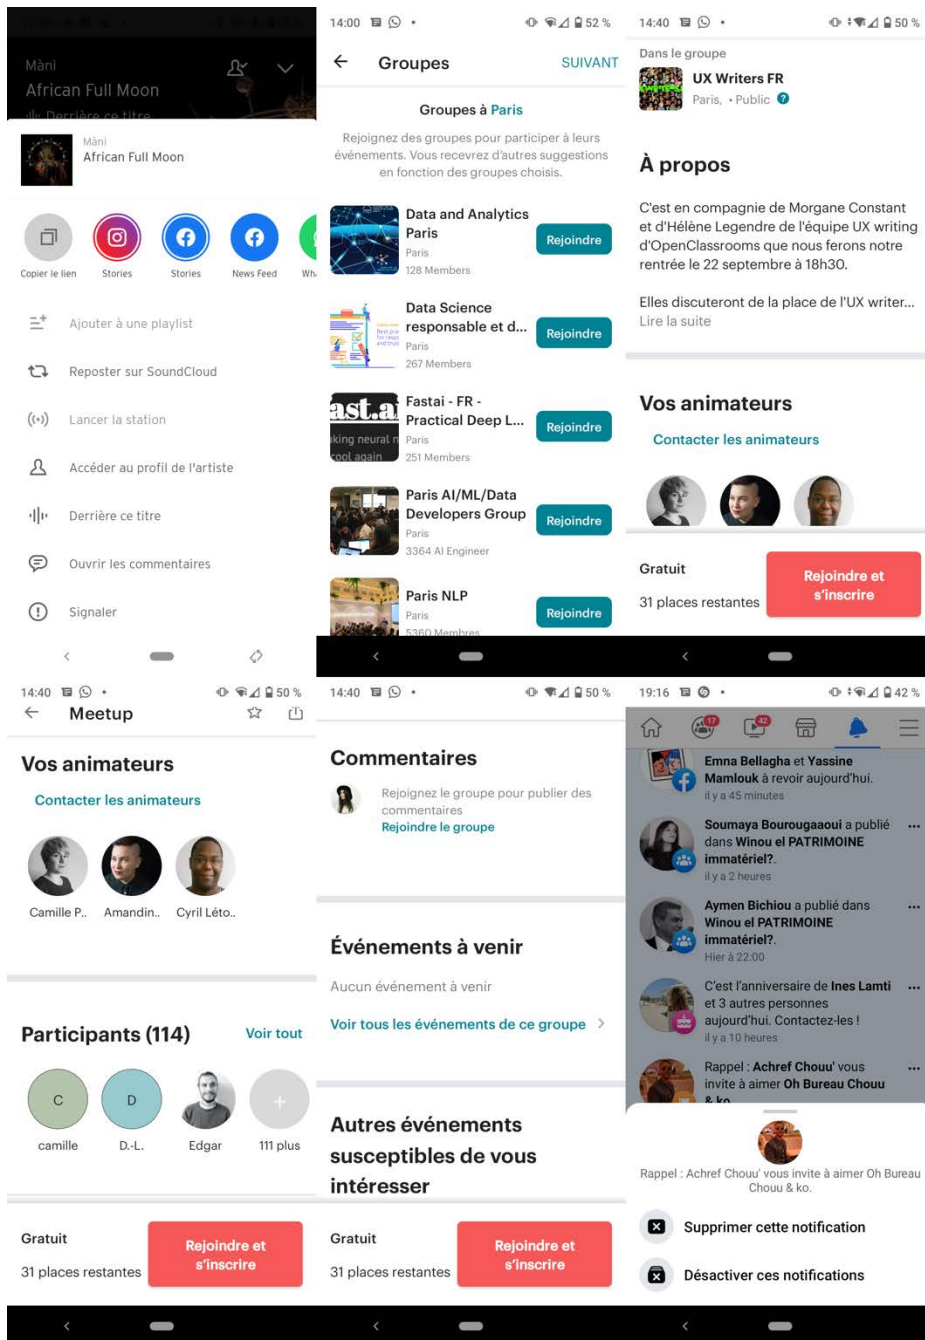 Màni
African Full Moon
Derrière ce titre
Màni
African Full Moon
Copier le lien
Stories
Stories
News Feed
Wh
Ajouter à une playlist
Reposter sur SoundCloud
Lancer la station
Accéder au profil de l'artiste
Derrière ce titre
Ouvrir les commentaires
Signaler
14:00
52 %
Groupes
SUIVANT
Groupes à Paris
Rejoignez des groupes pour participer à leurs
événements. Vous recevrez d'autres suggestions
en fonction des groupes choisis.
Data and Analytics
Paris
Paris
128 Members
Rejoindre
Data Science
responsable et d...
Paris
267 Members
Rejoindre
ast.a
aking neural n
cool again
Fastai - FR -
Practical Deep L...
Paris
251 Members
Rejoindre
Paris AI/ML/Data
Developers Group
Paris
3364 AI Engineer
Rejoindre
Paris NLP
Paris
5360 Membres
Rejoindre
14:40
50 %
Dans le groupe
UX Writers FR
Paris, • Public ?
À propos
C'est en compagnie de Morgane Constant
et d'Hélène Legendre de l'équipe UX writing
d'OpenClassrooms que nous ferons notre
rentrée le 22 septembre à 18h30.
Elles discuteront de la place de l'UX writer...
Lire la suite
Vos animateurs
Contacter les animateurs
Gratuit
31 places restantes
Rejoindre et
s'inscrire
14:40
50 %
Meetup
Vos animateurs
Contacter les animateurs
Camille P..
Amandin..
Cyril Léto..
Participants (114)
Voir tout
C
D
+
camille
D.-L.
Edgar
111 plus
Gratuit
31 places restantes
Rejoindre et
s'inscrire
14:40
50 %
Commentaires
Rejoignez le groupe pour publier des
commentaires
Rejoindre le groupe
Événements à venir
Aucun événement à venir
Voir tous les événements de ce groupe
Autres événements
susceptibles de vous
intéresser
Gratuit
31 places restantes
Rejoindre et
s'inscrire
19:16
42 %
17
42
Emna Bellagha et Yassine
Mamlouk à revoir aujourd'hui.
il y a 45 minutes
Soumaya Bourougaaoui a publié
dans Winou el PATRIMOINE
immatériel?.
il y a 2 heures
Aymen Bichiou a publié dans
Winou el PATRIMOINE
immatériel?.
Hier à 22:00
C'est l'anniversaire de Ines Lamti
et 3 autres personnes
aujourd'hui. Contactez-les !
il y a 10 heures
Rappel : Achref Chouu' vous
invite à aimer Oh Bureau Chouu
& ko
Rappel : Achref Chouu' vous invite à aimer Oh Bureau
Chouu & ko.
Supprimer cette notification
Désactiver ces notifications